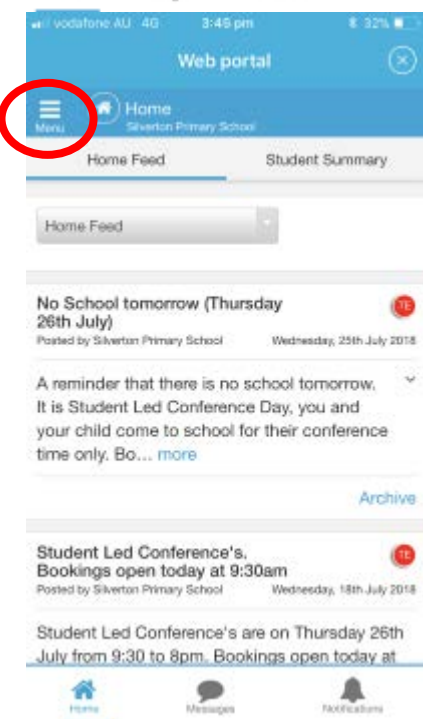 vodafone AU 4G 3:45 pm 32%
Web portal
Menu
Home
Silverton Primary School
Home Feed Student Summary
Home Feed
No School tomorrow (Thursday
26th July)
TE
Posted by Silverton Primary School Wednesday, 25th July 2018
A reminder that there is no school tomorrow.
It is Student Led Conference Day, you and
your child come to school for their conference
time only. Bo... more
Archive
Student Led Conference's.
Bookings open today at 9:30am
TE
Posted by Silverton Primary School Wednesday, 18th July 2018
Student Led Conference's are on Thursday 26th
July from 9:30 to 8pm. Bookings open today at
Home Messages Notifications